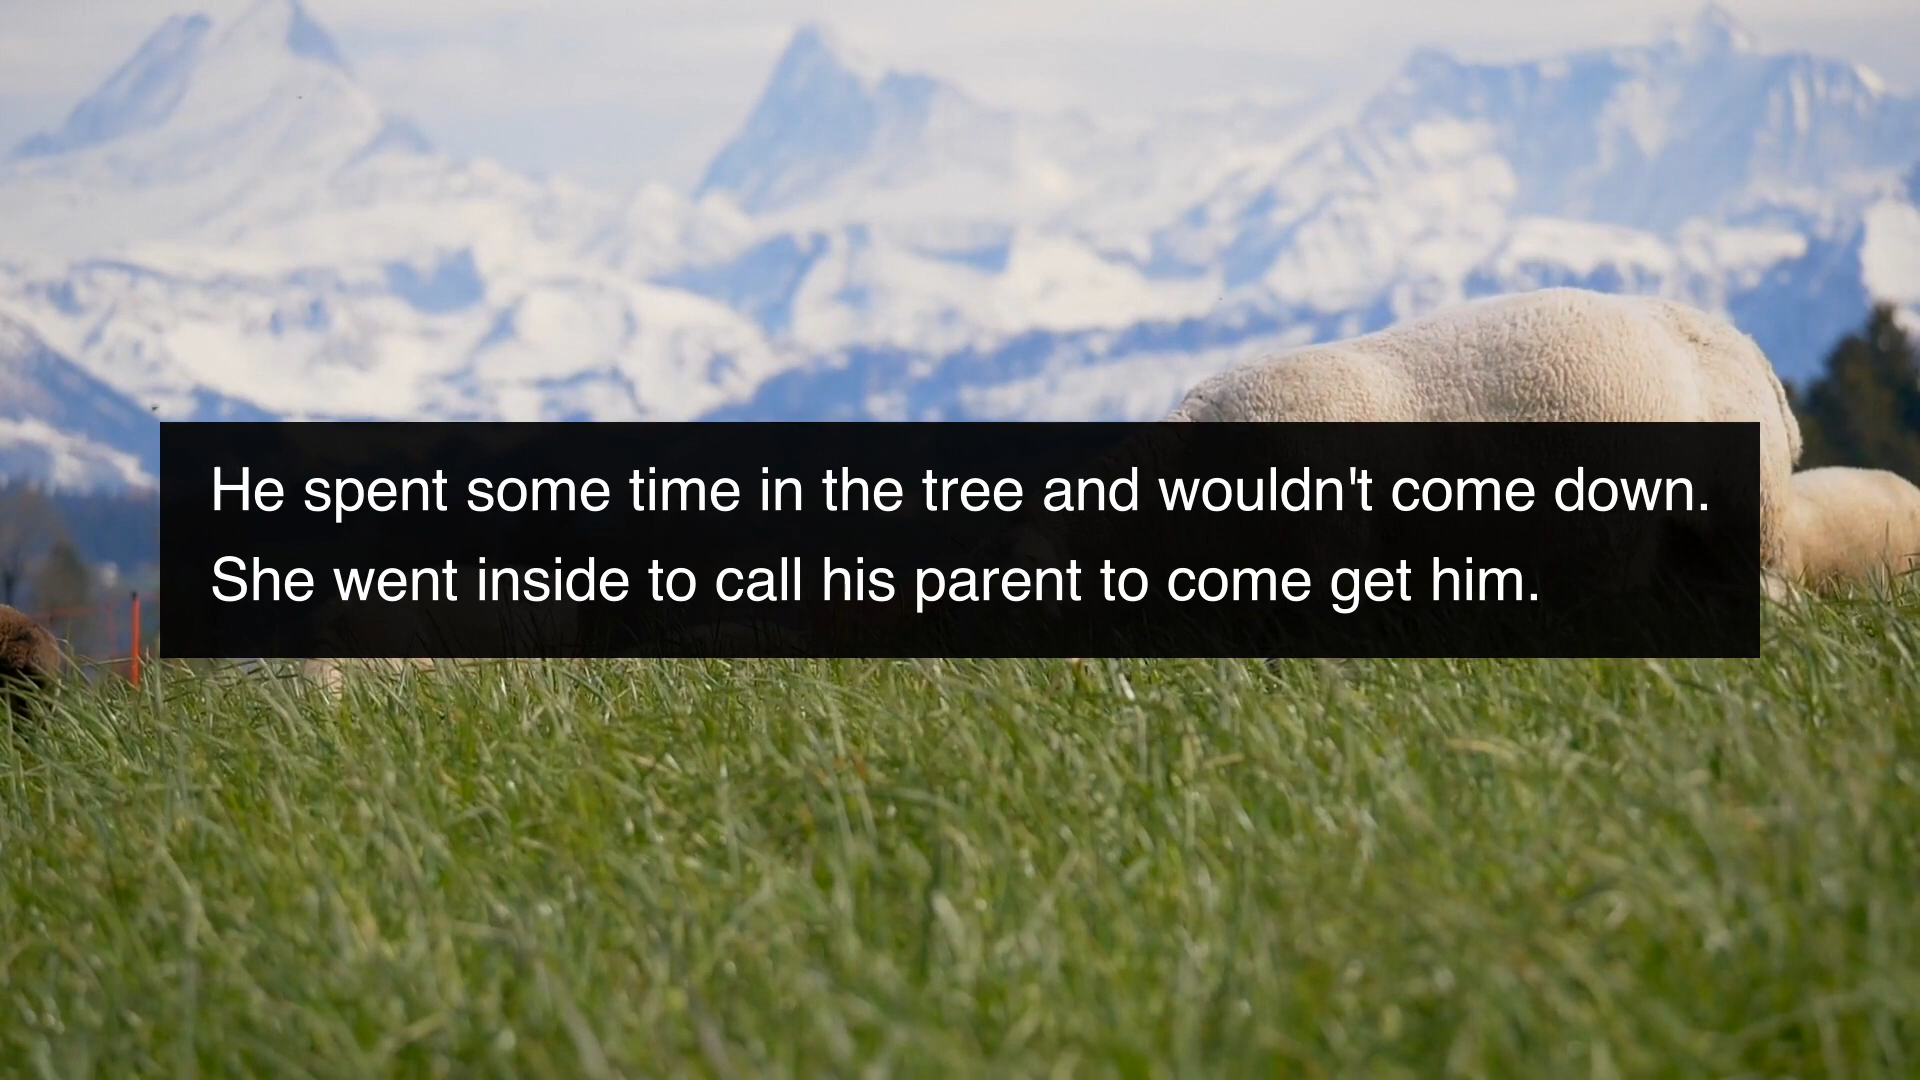 He spent some time in the tree and wouldn't come down.
She went inside to call his parent to come get him.